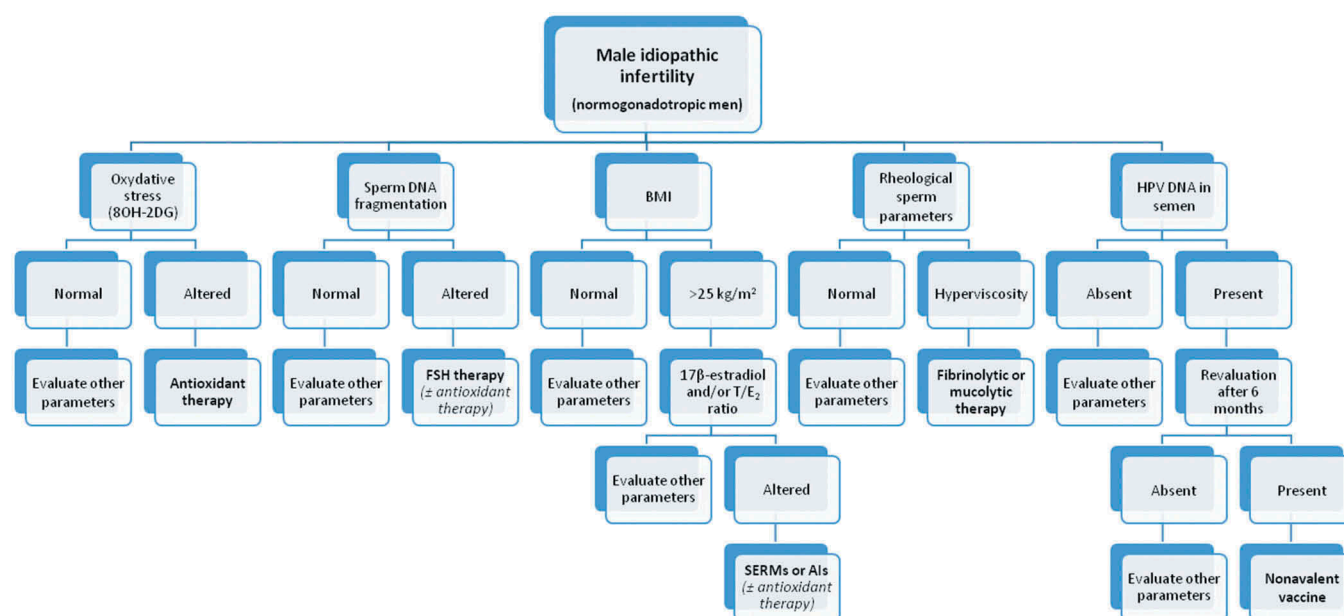 Male idiopathic
infertility
(normogonadotropic men)
Oxydative
stress
(8OH-2DG)
Sperm DNA
fragmentation
BMI
Rheological
sperm
parameters
HPV DNA in
semen
Normal
Altered
Normal
Altered
Normal
>25 kg/m²
Normal
Hyperviscosity
Absent
Present
Evaluate other
parameters
Antioxidant
therapy
Evaluate other
parameters
FSH therapy
(± antioxidant
therapy)
Evaluate other
parameters
17β-estradiol
and/or T/E₂
ratio
Evaluate other
parameters
Fibrinolytic or
mucolytic
therapy
Evaluate other
parameters
Revaluation
after 6
months
Evaluate other
parameters
Altered
Absent
Present
SERMs or AIs
(± antioxidant
therapy)
Evaluate other
parameters
Nonavalent
vaccine